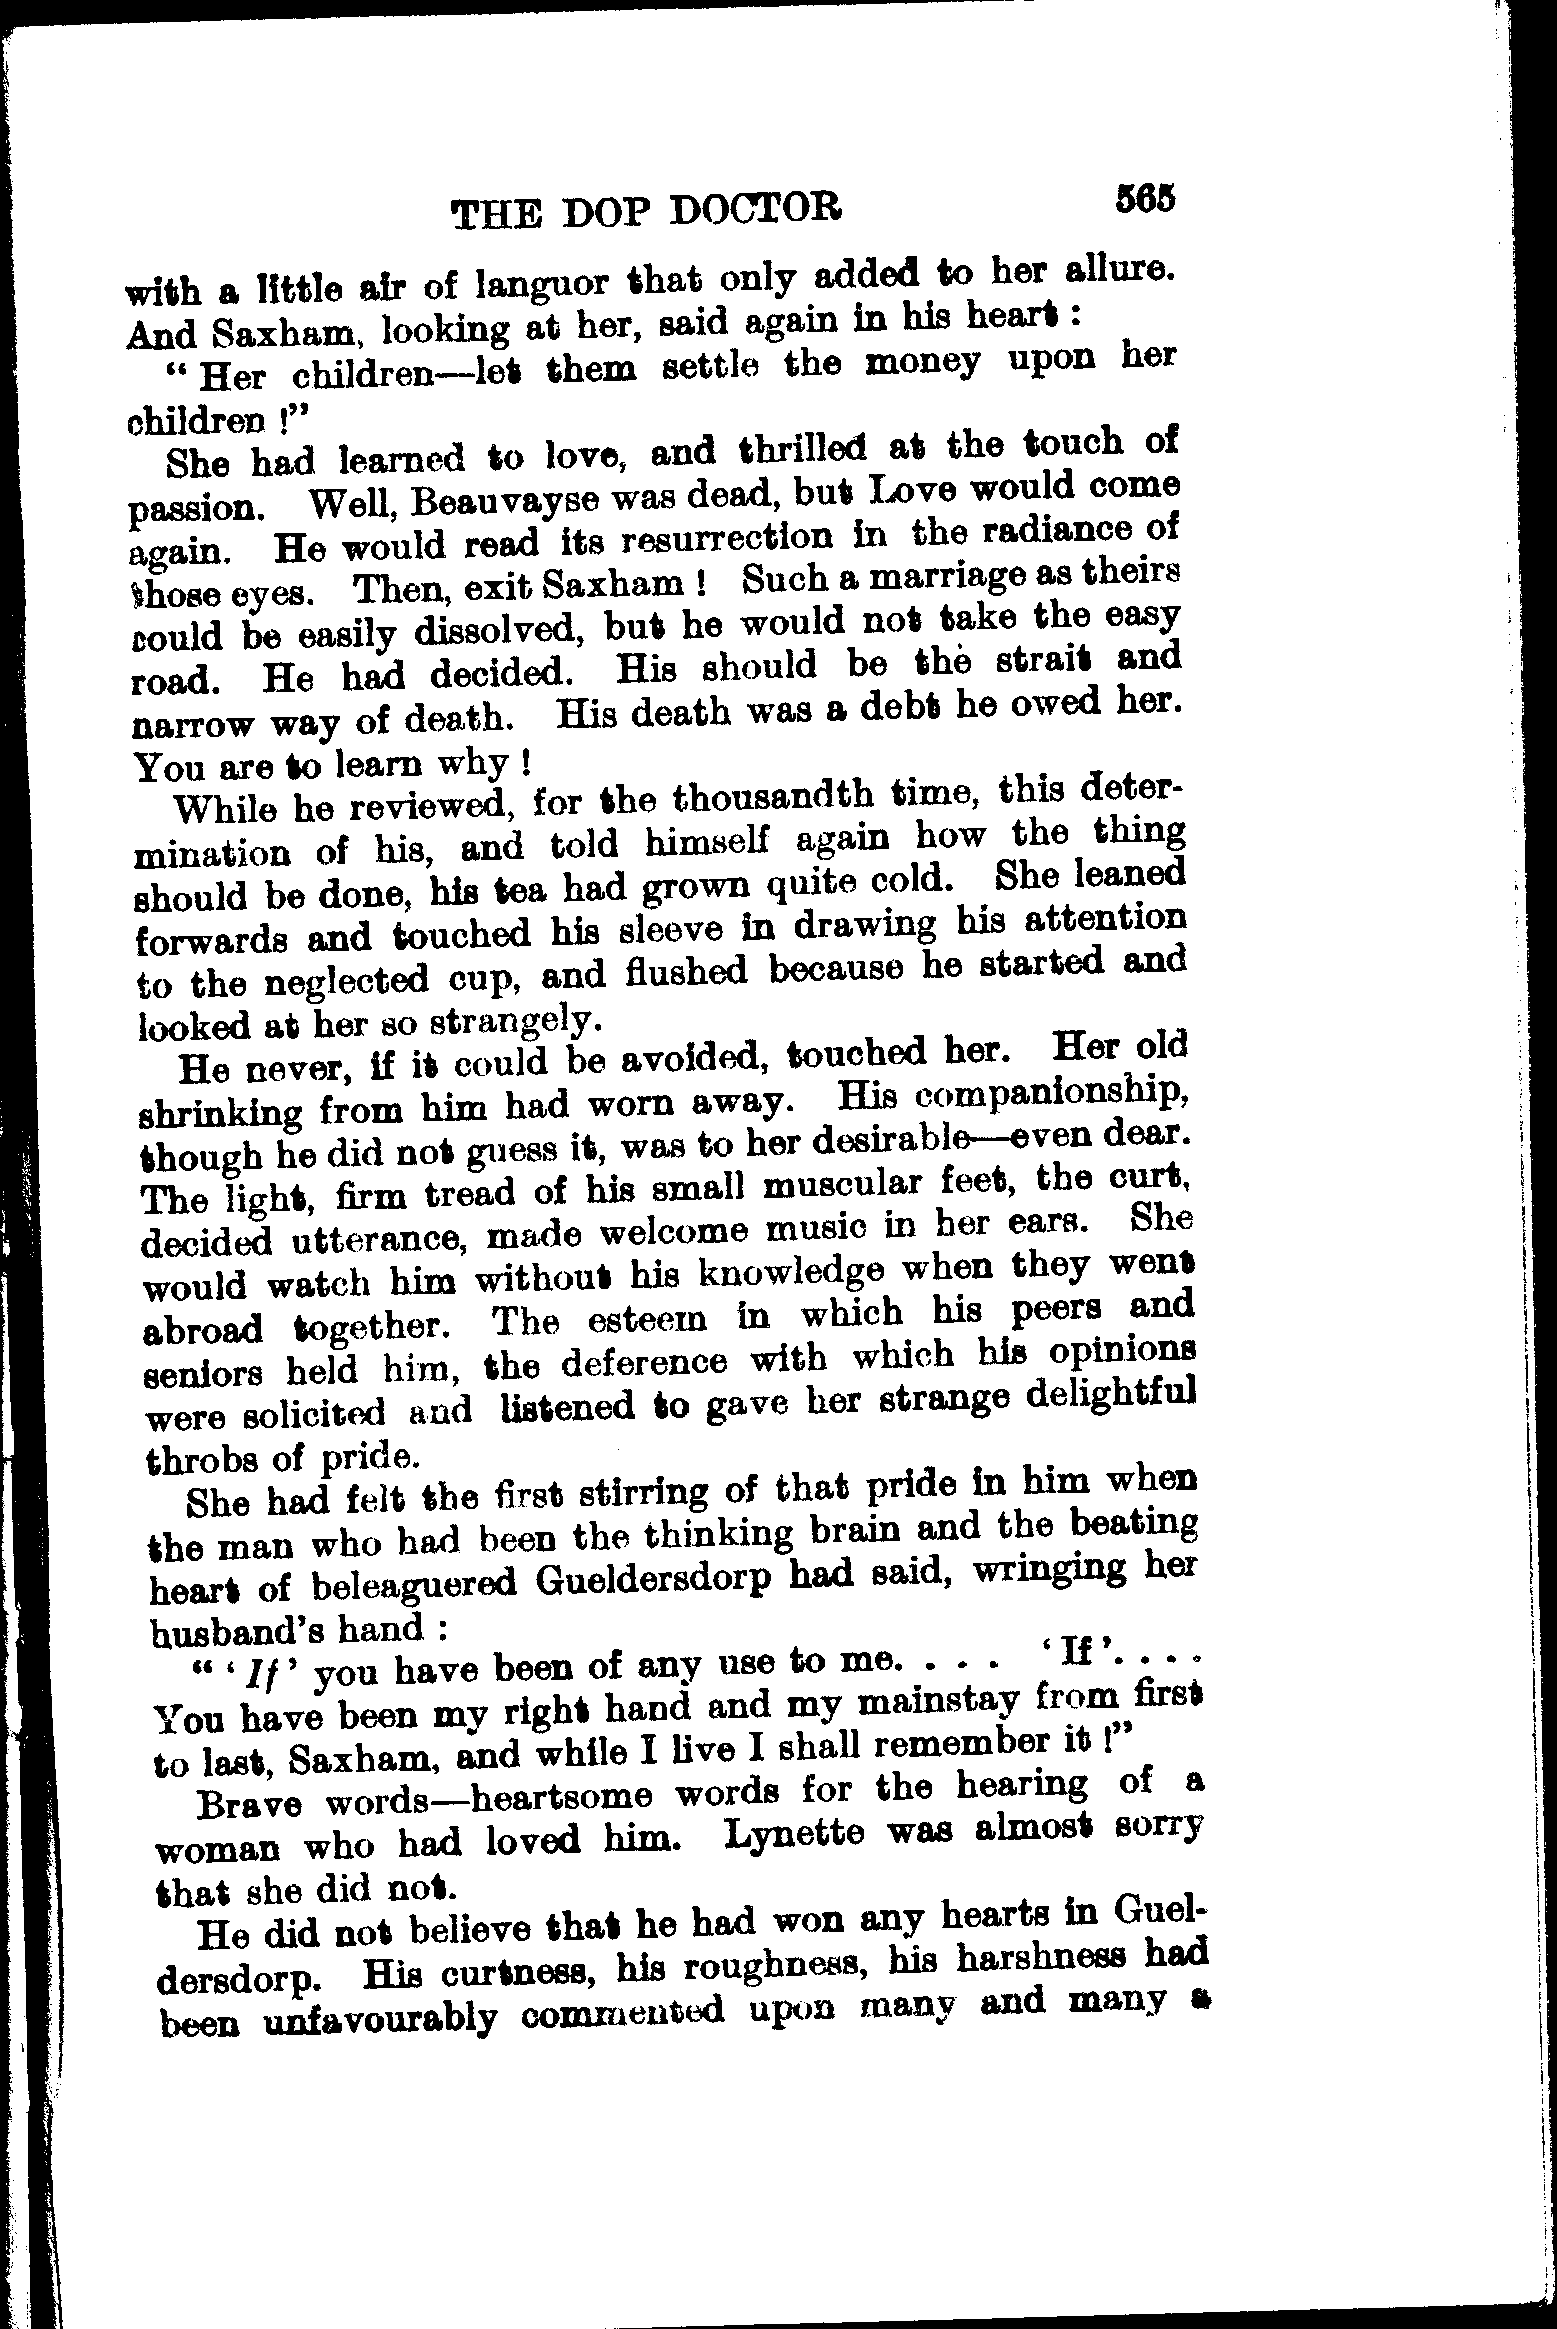 THE DOP DOCTOR 565
with a little air of languor that only added to her allure.
And Saxham, looking at her, said again in his heart :
“ Her children—let them settle the money upon her
children !”
She had learned to love, and thrilled at the touch of
passion. Well, Beauvayse was dead, but Love would come
again. He would read its resurrection in the radiance of
those eyes. Then, exit Saxham ! Such a marriage as theirs
could be easily dissolved, but he would not take the easy
road. He had decided. His should be the strait and
narrow way of death. His death was a debt he owed her.
You are to learn why !
While he reviewed, for the thousandth time, this deter-
mination of his, and told himself again how the thing
should be done, his tea had grown quite cold. She leaned
forwards and touched his sleeve in drawing his attention
to the neglected cup, and flushed because he started and
looked at her so strangely.
He never, if it could be avoided, touched her. Her old
shrinking from him had worn away. His companionship,
though he did not guess it, was to her desirable—even dear.
The light, firm tread of his small muscular feet, the curt,
decided utterance, made welcome music in her ears. She
would watch him without his knowledge when they went
abroad together. The esteem in which his peers and
seniors held him, the deference with which his opinions
were solicited and listened to gave her strange delightful
throbs of pride.
She had felt the first stirring of that pride in him when
the man who had been the thinking brain and the beating
heart of beleaguered Gueldersdorp had said, wringing her
husband’s hand :
“ ‘ If ’ you have been of any use to me. . . . ‘ If ’. . . .
You have been my right hand and my mainstay from first
to last, Saxham, and while I live I shall remember it !”
Brave words—heartsome words for the hearing of a
woman who had loved him. Lynette was almost sorry
that she did not.
He did not believe that he had won any hearts in Guel-
dersdorp. His curtness, his roughness, his harshness had
been unfavourably commented upon many and many a